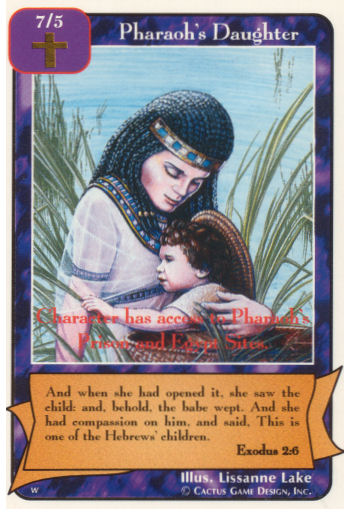 7/5
Pharaoh's Daughter
Character has access to Pharaoh's
Prison and Egypt Sites.
And when she had opened it, she saw the
child: and, behold, the babe wept. And she
had compassion on him, and said, This is
one of the Hebrews' children.
Exodus 2:6
Illus. Lissanne Lake
W
© CACTUS GAME DESIGN, INC.